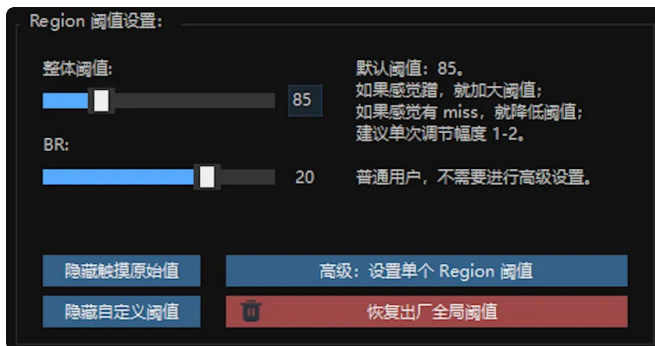 Region 阈值设置:
整体阈值:
85
BR:
20
默认阈值: 85。
如果感觉蹭，就加大阈值;
如果感觉有 miss，就降低阈值;
建议单次调节幅度 1-2。
普通用户，不需要进行高级设置。
隐藏触摸原始值
高级: 设置单个 Region 阈值
隐藏自定义阈值
恢复出厂全局阈值